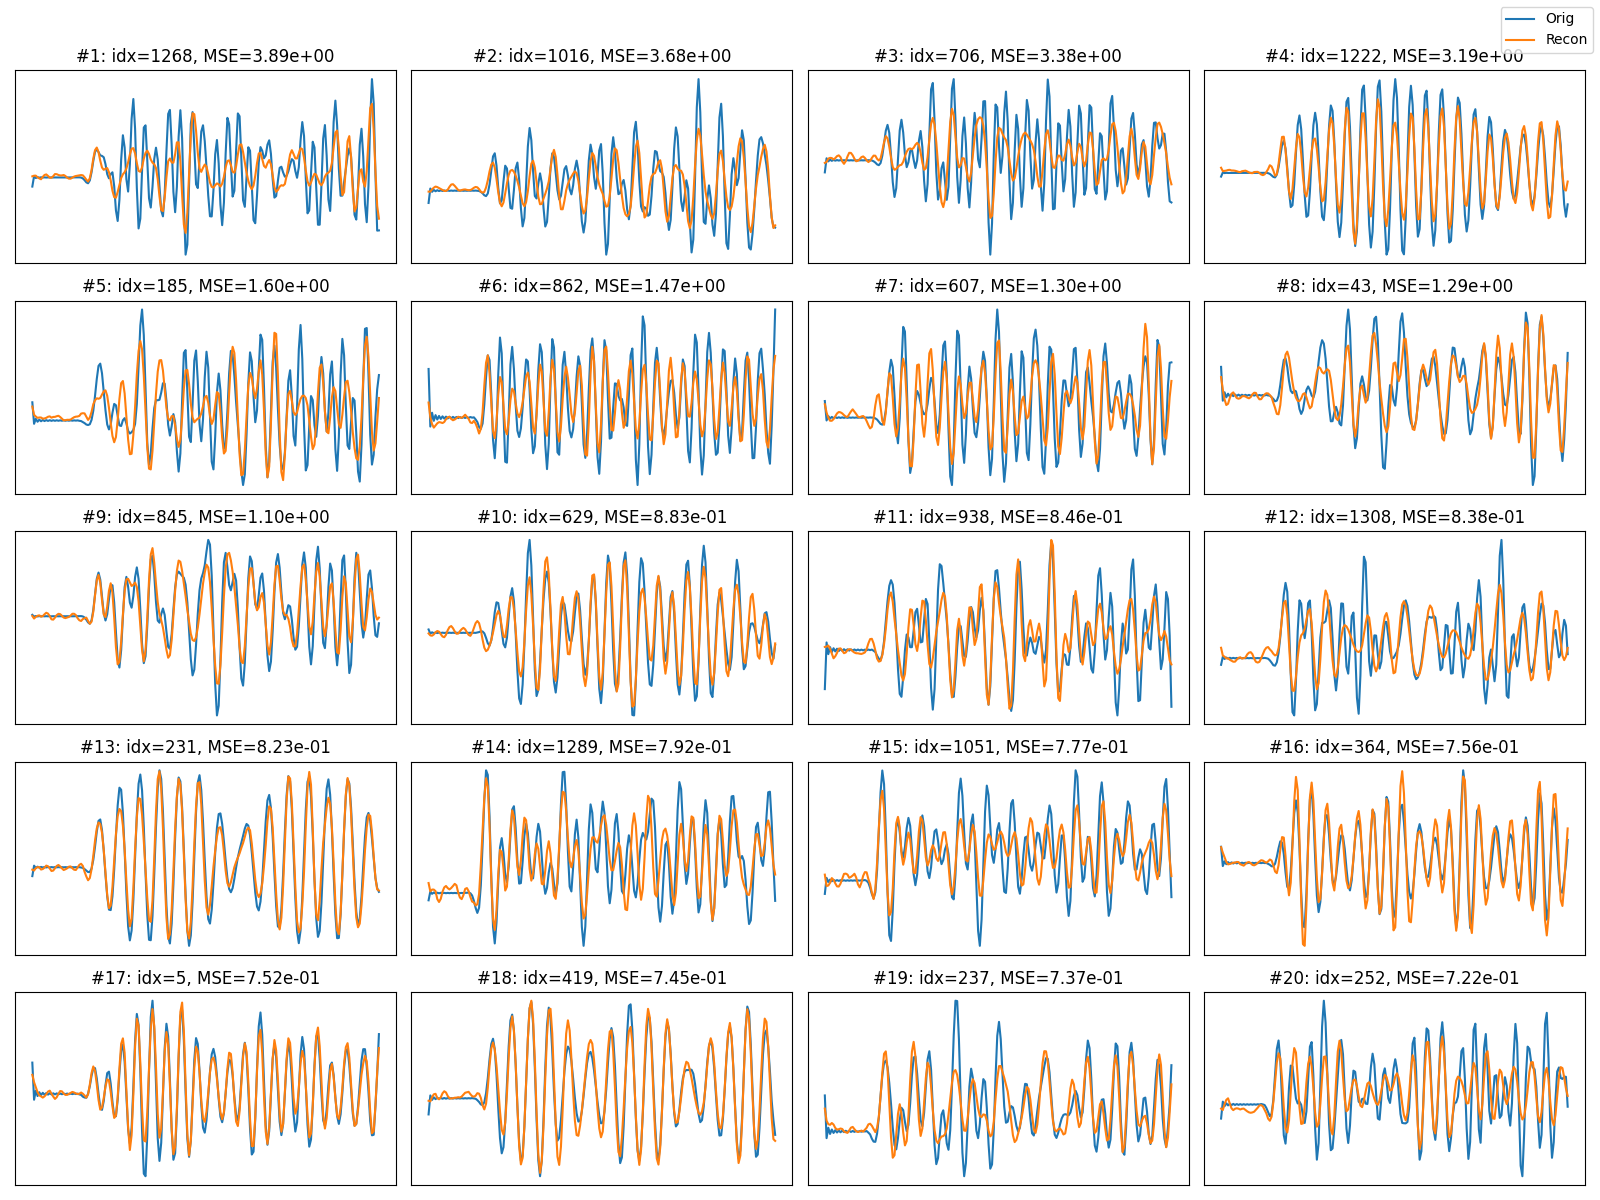 Orig
Recon
#1: idx=1268, MSE=3.89e+00
#2: idx=1016, MSE=3.68e+00
#3: idx=706, MSE=3.38e+00
#4: idx=1222, MSE=3.19e+00
#5: idx=185, MSE=1.60e+00
#6: idx=862, MSE=1.47e+00
#7: idx=607, MSE=1.30e+00
#8: idx=43, MSE=1.29e+00
#9: idx=845, MSE=1.10e+00
#10: idx=629, MSE=8.83e-01
#11: idx=938, MSE=8.46e-01
#12: idx=1308, MSE=8.38e-01
#13: idx=231, MSE=8.23e-01
#14: idx=1289, MSE=7.92e-01
#15: idx=1051, MSE=7.77e-01
#16: idx=364, MSE=7.56e-01
#17: idx=5, MSE=7.52e-01
#18: idx=419, MSE=7.45e-01
#19: idx=237, MSE=7.37e-01
#20: idx=252, MSE=7.22e-01